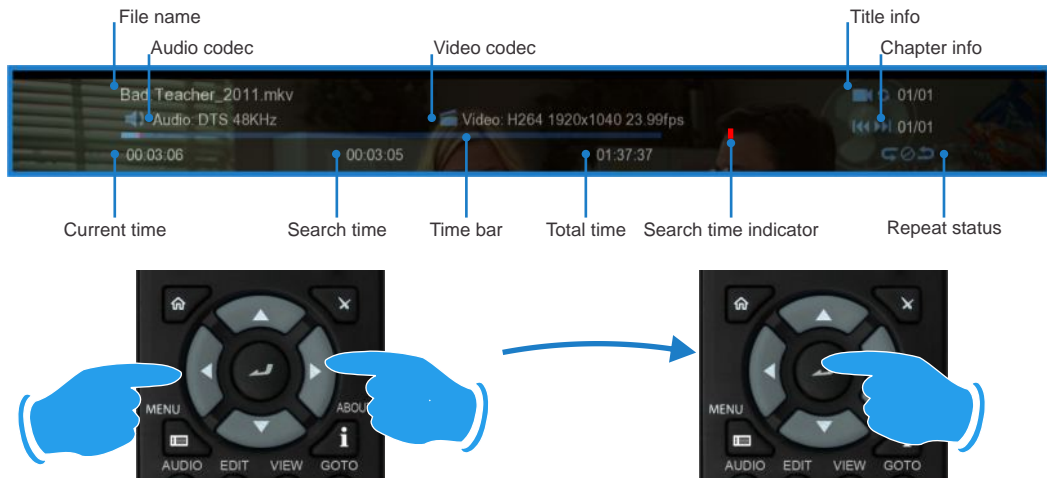 File name
Title info
Audio codec
Video codec
Chapter info
Bad Teacher_2011.mkv
01/01
Audio: DTS 48KHz
Video: H264 1920x1040 23.99fps
01/01
00:03:06
00:03:05
01:37:37
Current time
Search time
Time bar
Total time
Search time indicator
Repeat status
MENU
ABOU
i
AUDIO EDIT VIEW GOTO
MENU
AUDIO EDIT VIEW GOTO